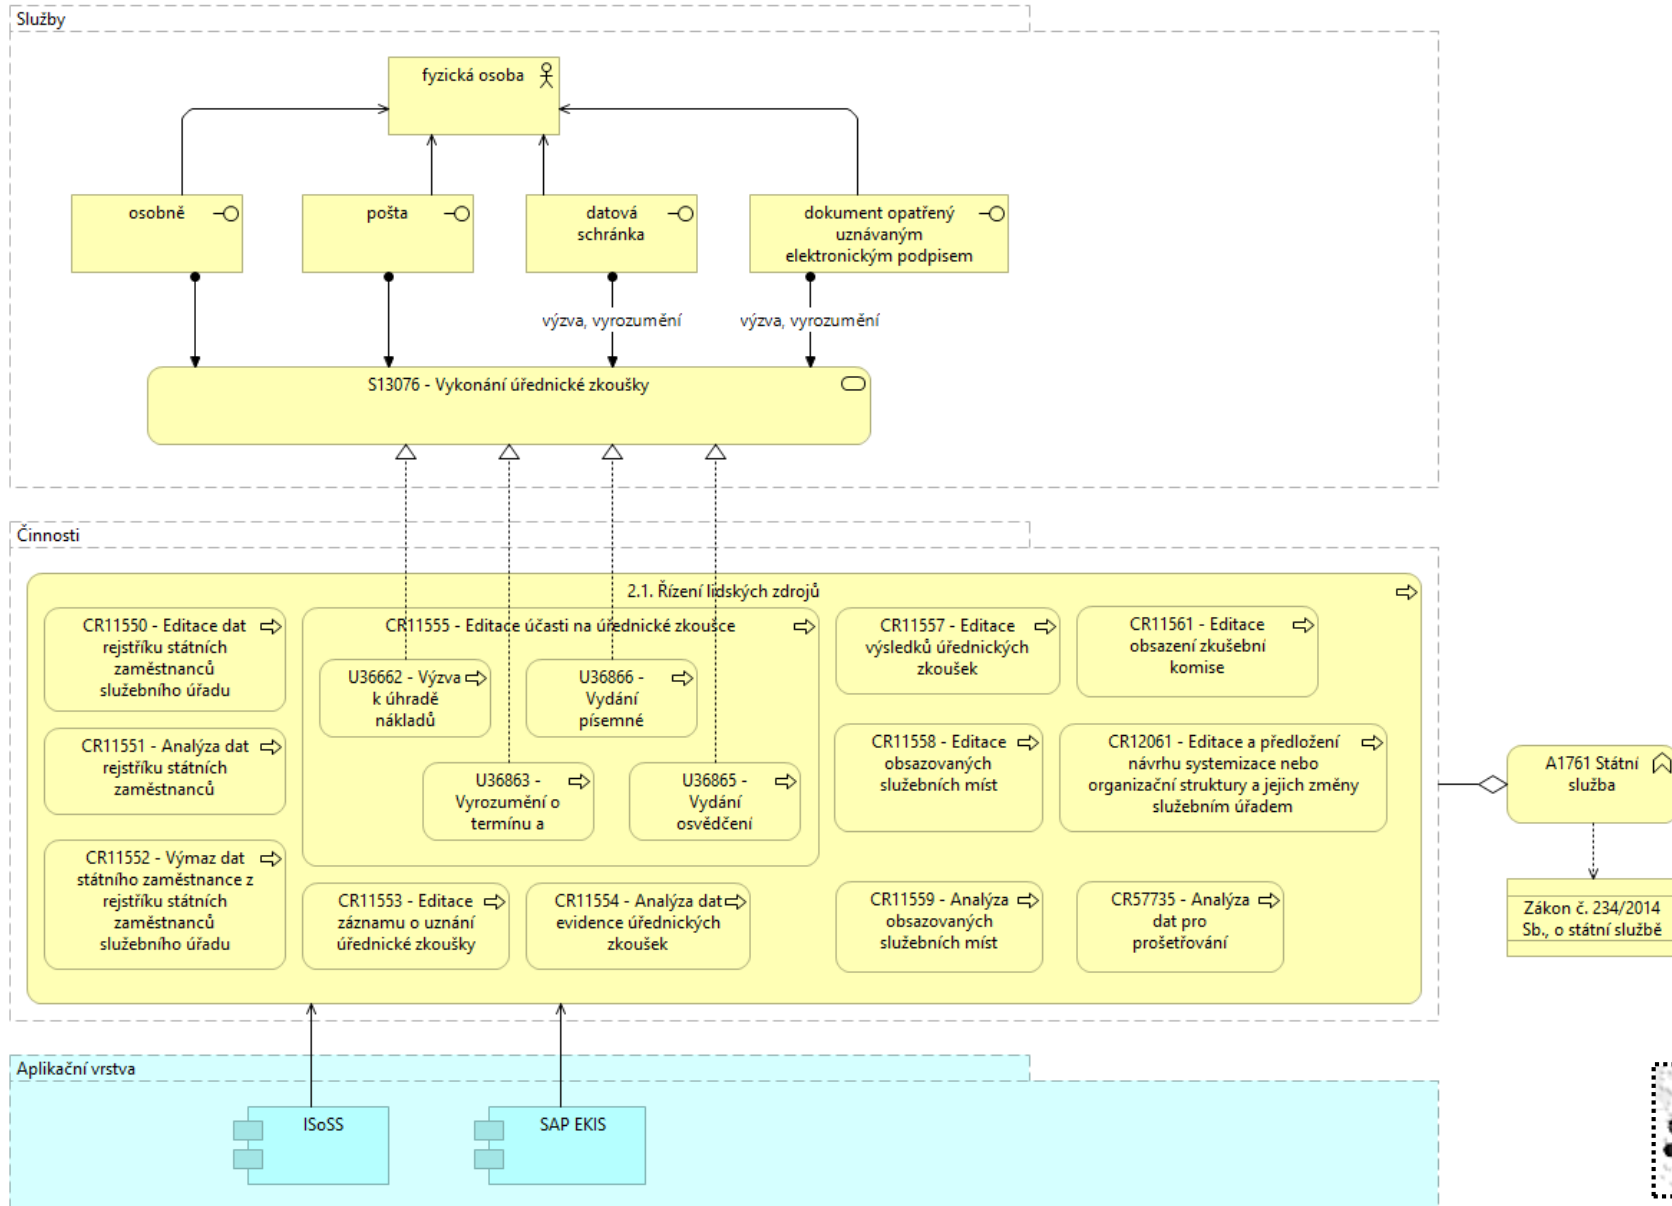 Služby
fyzická osoba
osobně
pošta
datová
schránka
dokument opatřený
uznávaným
elektronickým podpisem
výzva, vyrozumění
výzva, vyrozumění
S13076 - Vykonání úřednické zkoušky
Činnosti
2.1. Řízení lidských zdrojů
CR11550 - Editace dat
rejstříku státních
zaměstnanců
služebního úřadu
CR11555 - Editace účasti na úřednické zkoušce
CR11557 - Editace
výsledků úřednických
zkoušek
CR11561 - Editace
obsazení zkušební
komise
U36662 - Výzva
k úhradě
nákladů
U36866 -
Vydání
písemné
CR11551 - Analýza dat
rejstříku státních
zaměstnanců
U36863 -
Vyrozumění o
termínu a
U36865 -
Vydání
osvědčení
CR11558 - Editace
obsazovaných
služebních míst
CR12061 - Editace a předložení
návrhu systemizace nebo
organizační struktury a jejich změny
služebním úřadem
A1761 Státní
služba
CR11552 - Výmaz dat
státního zaměstnance z
rejstříku státních
zaměstnanců
služebního úřadu
CR11553 - Editace
záznamu o uznání
úřednické zkoušky
CR11554 - Analýza dat
evidence úřednických
zkoušek
CR11559 - Analýza
obsazovaných
služebních míst
CR57735 - Analýza
dat pro
prošetřování
Zákon č. 234/2014
Sb., o státní službě
Aplikační vrstva
ISoSS
SAP EKIS